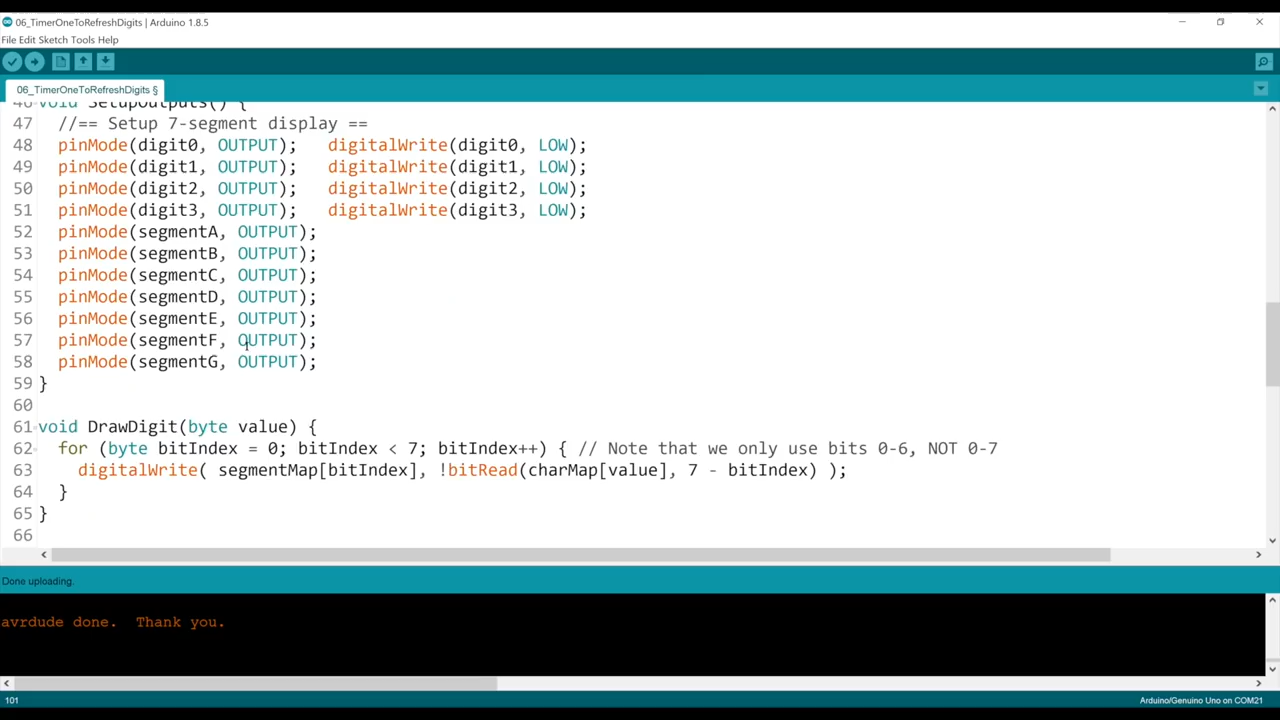 06_TimerOneToRefreshDigits | Arduino 1.8.5
File Edit Sketch Tools Help
06_TimerOneToRefreshDigits §
46 void SetupOutputs() {
47 //== Setup 7-segment display ==
48 pinMode(digit0, OUTPUT); digitalWrite(digit0, LOW);
49 pinMode(digit1, OUTPUT); digitalWrite(digit1, LOW);
50 pinMode(digit2, OUTPUT); digitalWrite(digit2, LOW);
51 pinMode(digit3, OUTPUT); digitalWrite(digit3, LOW);
52 pinMode(segmentA, OUTPUT);
53 pinMode(segmentB, OUTPUT);
54 pinMode(segmentC, OUTPUT);
55 pinMode(segmentD, OUTPUT);
56 pinMode(segmentE, OUTPUT);
57 pinMode(segmentF, OUTPUT);
58 pinMode(segmentG, OUTPUT);
59 }
60
61 void DrawDigit(byte value) {
62 for (byte bitIndex = 0; bitIndex < 7; bitIndex++) { // Note that we only use bits 0-6, NOT 0-7
63 digitalWrite( segmentMap[bitIndex], !bitRead(charMap[value], 7 - bitIndex) );
64 }
65 }
66
Done uploading.
avrdude done.  Thank you.
101 Arduino/Genuino Uno on COM21